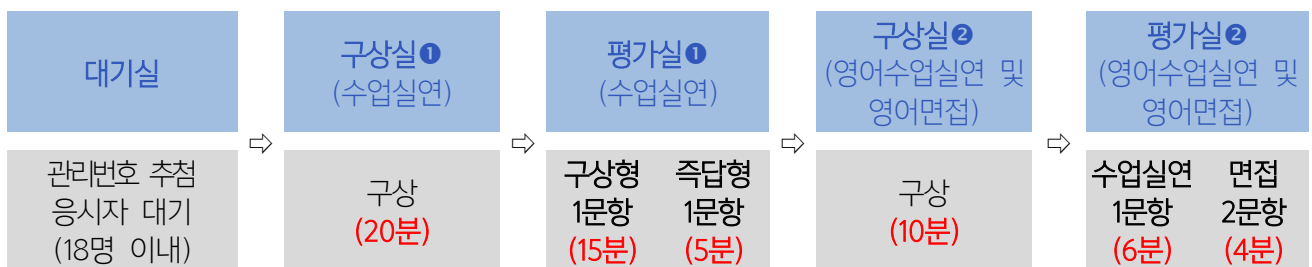 대기실
관리번호 추첨
응시자 대기
(18명 이내)
⇨
구상실❶
(수업실연)
구상
(20분)
⇨
평가실❶
(수업실연)
구상형 즉답형
1문항 1문항
(15분) (5분)
⇨
구상실❷
(영어수업실연 및
영어면접)
구상
(10분)
⇨
평가실❷
(영어수업실연 및
영어면접)
수업실연 면접
1문항 2문항
(6분) (4분)